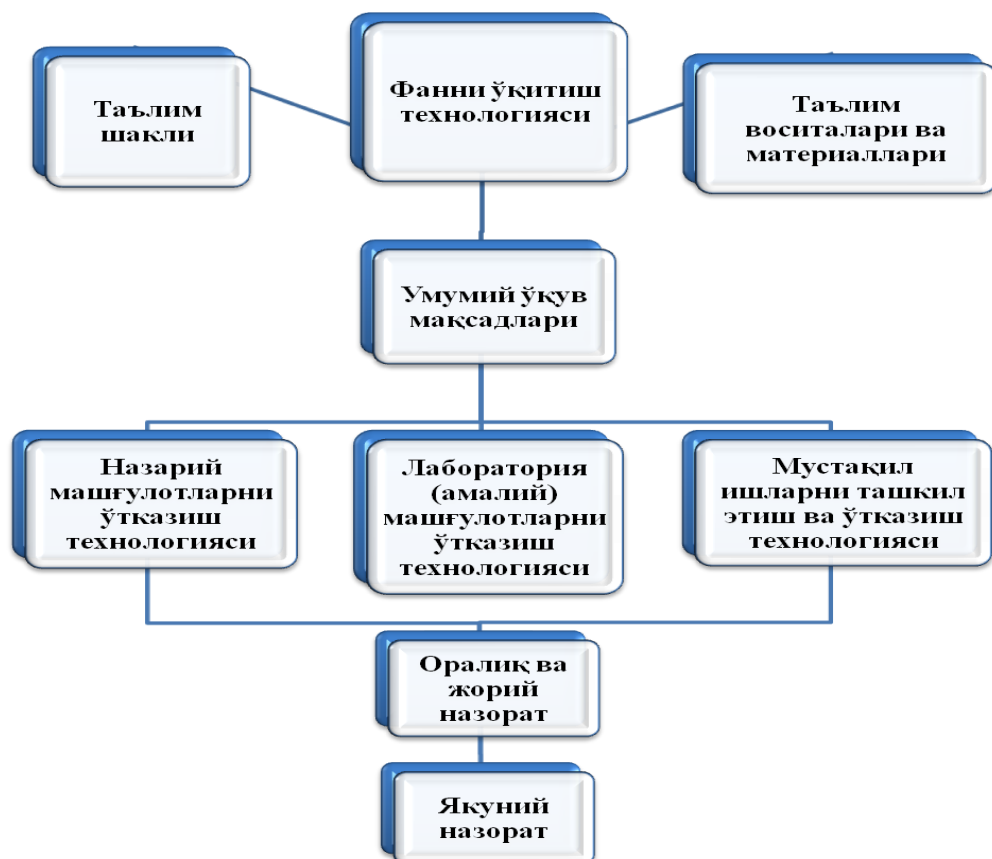 Таълим
шакли
Фанни ўқитиш
технологияси
Таълим
воситалари ва
материаллари
Умумий ўқув
мақсадлари
Назарий
машғулотларни
ўтказиш
технологияси
Лаборатория
(амалий)
машғулотларни
ўтказиш
технологияси
Мустақил
ишларни ташкил
этиш ва ўтказиш
технологияси
Оралиқ ва
жорий
назорат
Якуний
назорат